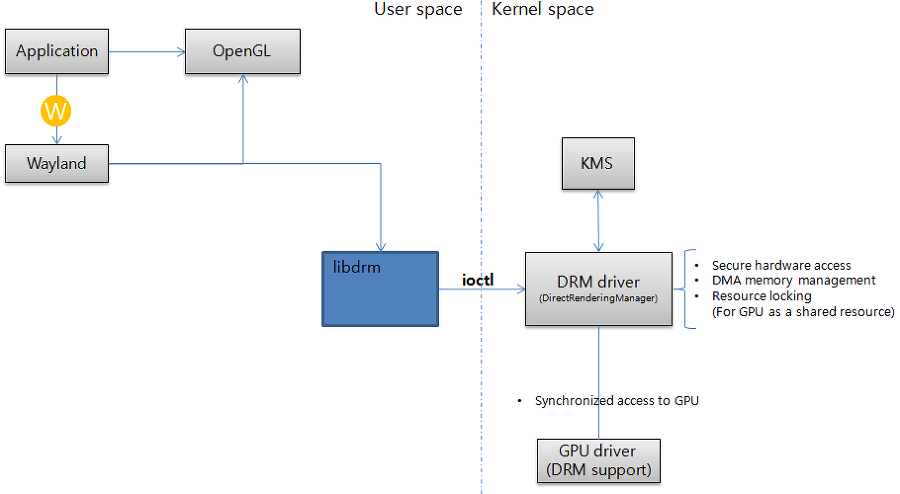 User space
Kernel space
Application
OpenGL
W
Wayland
KMS
libdrm
ioctl
DRM driver
(DirectRenderingManager)
• Secure hardware access
• DMA memory management
• Resource locking
(For GPU as a shared resource)
• Synchronized access to GPU
GPU driver
(DRM support)